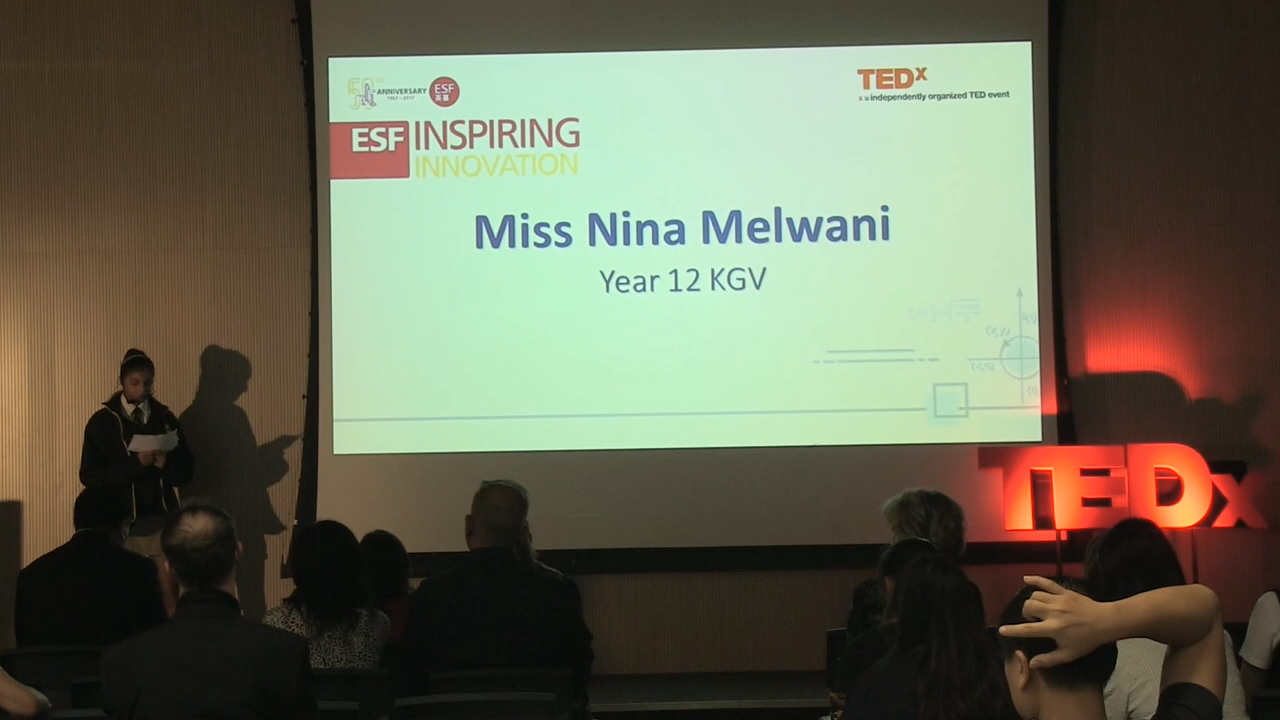 ANNIVERSARY
ESF
TEDx
x = independently organized TED event
ESF INSPIRING
INNOVATION
Miss Nina Melwani
Year 12 KGV
TEDx